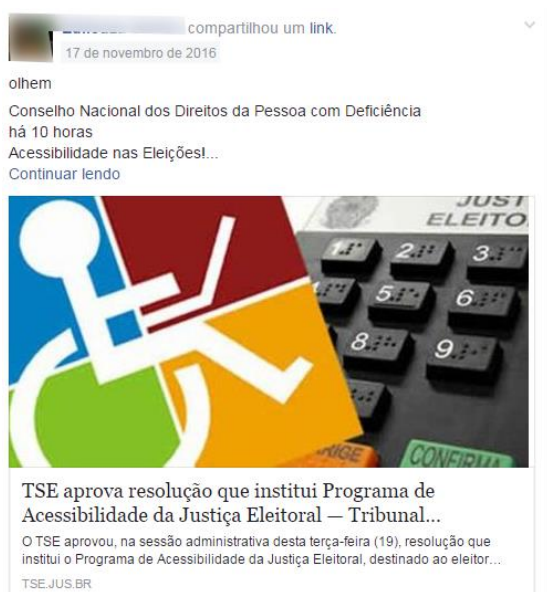 compartilhou um link.
17 de novembro de 2016
olhem
Conselho Nacional dos Direitos da Pessoa com Deficiência
há 10 horas
Acessibilidade nas Eleições!...
Continuar lendo
JUST
ELEITO
1 2 3
5 6
8 9
RIGE CONFIRMA
TSE aprova resolução que institui Programa de
Acessibilidade da Justiça Eleitoral — Tribunal...
O TSE aprovou, na sessão administrativa desta terça-feira (19), resolução que
institui o Programa de Acessibilidade da Justiça Eleitoral, destinado ao eleitor...
TSE.JUS.BR